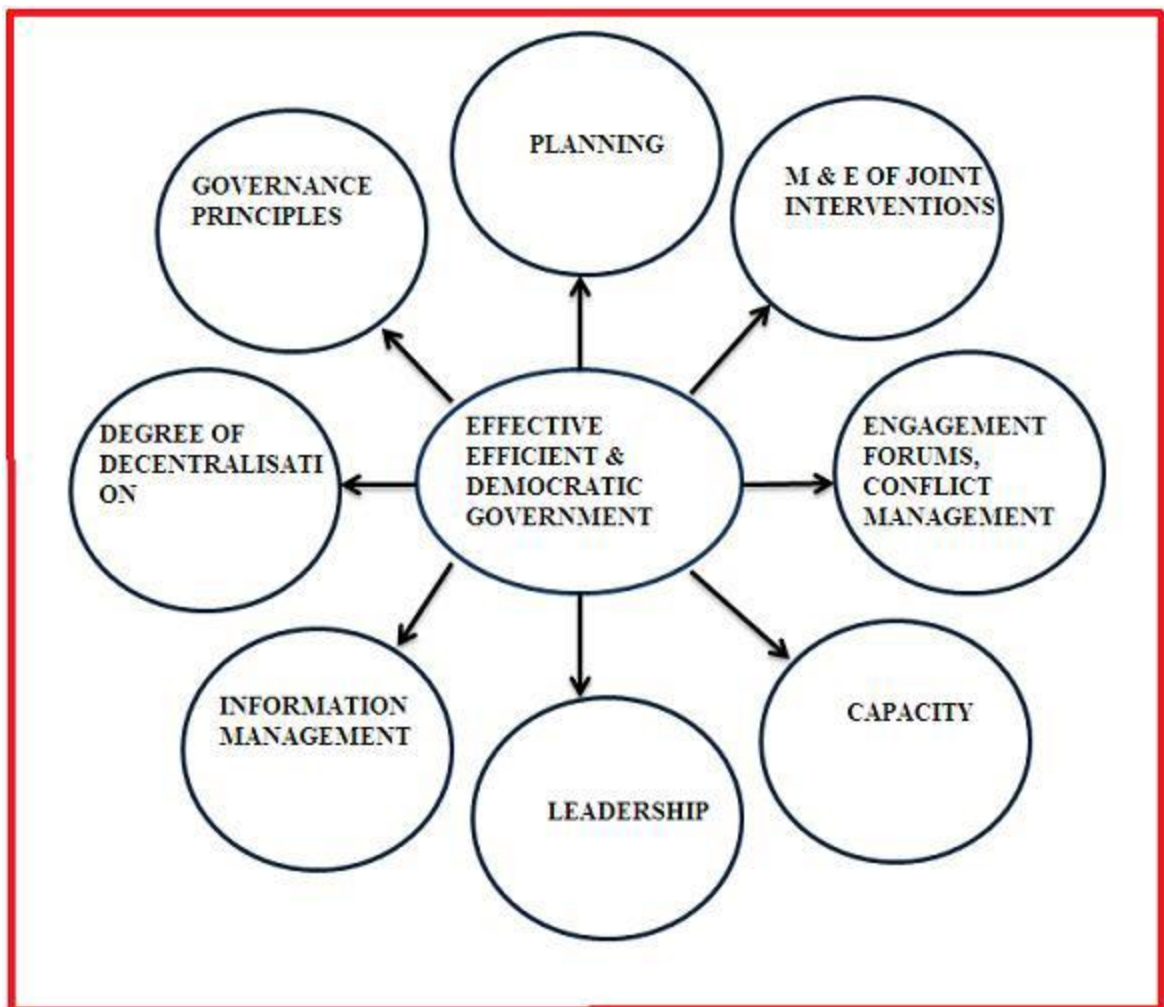 PLANNING
GOVERNANCE
PRINCIPLES
M & E OF JOINT
INTERVENTIONS
DEGREE OF
DECENTRALISATI
ON
EFFECTIVE
EFFICIENT &
DEMOCRATIC
GOVERNMENT
ENGAGEMENT
FORUMS,
CONFLICT
MANAGEMENT
INFORMATION
MANAGEMENT
LEADERSHIP
CAPACITY